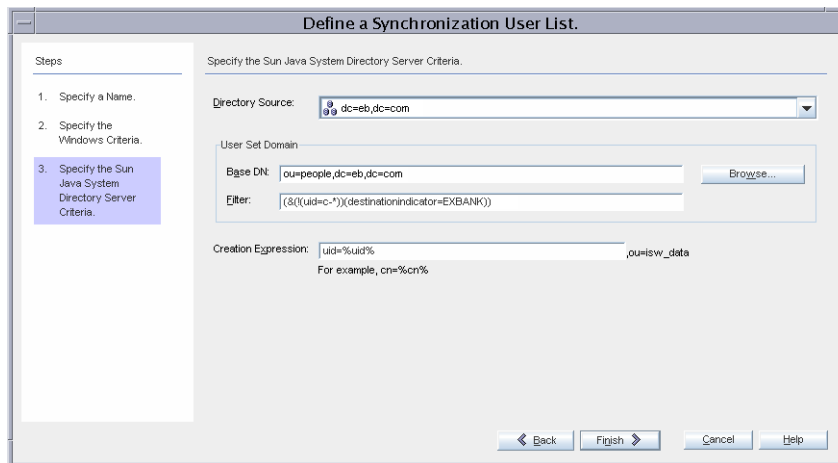 Define a Synchronization User List.
Steps
1. Specify a Name.
2. Specify the
Windows Criteria.
3. Specify the Sun
Java System
Directory Server
Criteria.
Specify the Sun Java System Directory Server Criteria.
Directory Source: dc=eb,dc=com
User Set Domain
Base DN: ou=people,dc=eb,dc=com Browse...
Filter: (&(!(uid=c-*))(destinationindicator=EXBANK))
Creation Expression: uid=%uid% ,ou=isw_data
For example, cn=%cn%
Back Finish Cancel Help